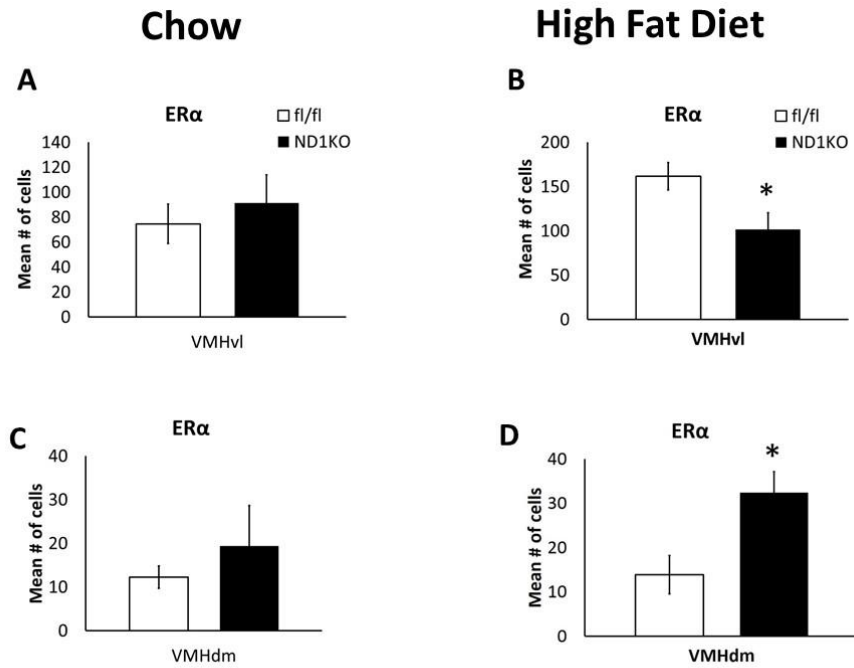 Chow
High Fat Diet
A
ERα
fl/fl
ND1KO
140
120
100
80
60
40
20
0
Mean # of cells
VMHvl
B
ERα
fl/fl
ND1KO
200
150
100
50
0
Mean # of cells
*
VMHvl
C
ERα
40
30
20
10
0
Mean # of cells
VMHdm
D
ERα
40
30
20
10
0
Mean # of cells
*
VMHdm